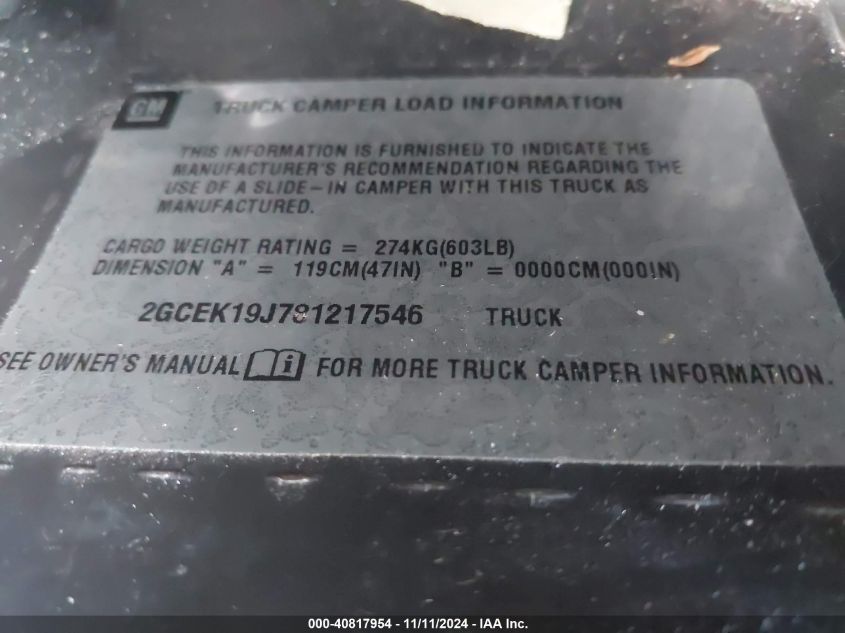 GM TRUCK CAMPER LOAD INFORMATION
THIS INFORMATION IS FURNISHED TO INDICATE THE
MANUFACTURER'S RECOMMENDATION REGARDING THE
USE OF A SLIDE-IN CAMPER WITH THIS TRUCK AS
MANUFACTURED.
CARGO WEIGHT RATING = 274KG(603LB)
DIMENSION "A" = 119CM(47IN) "B" = 0000CM(000IN)
2GCEK19J781217546 TRUCK
SEE OWNER'S MANUAL i FOR MORE TRUCK CAMPER INFORMATION.
000-40817954 - 11/11/2024 - IAA Inc.